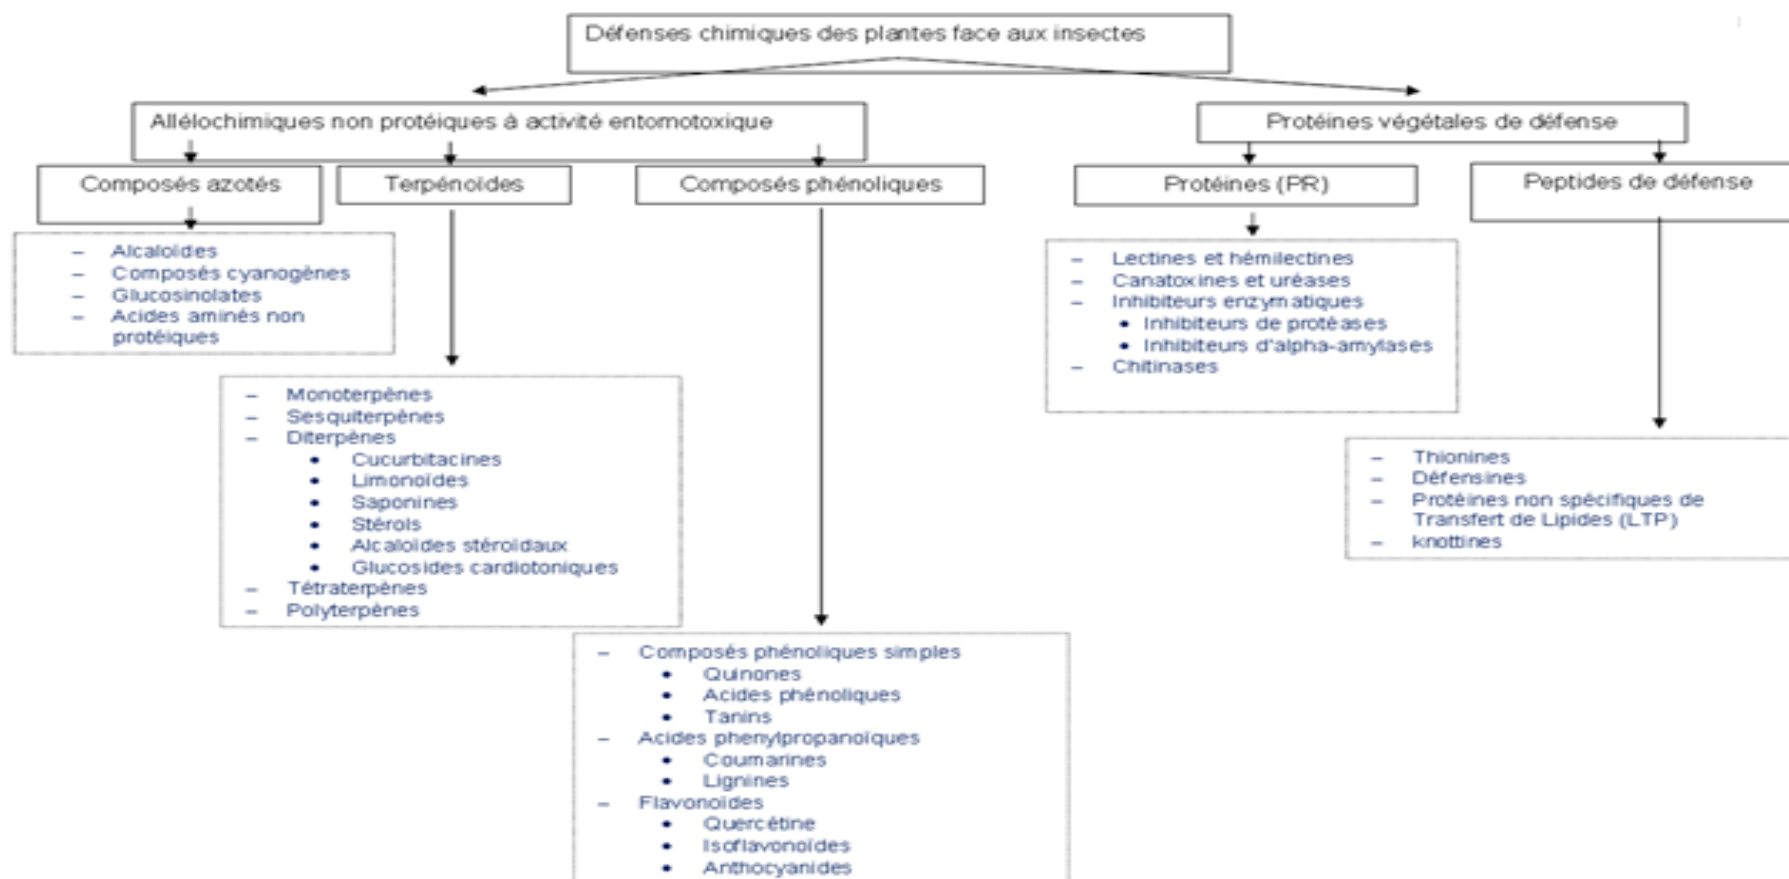 Défenses chimiques des plantes face aux insectes
Allélochimiques non protéiques à activité entomotoxique
Protéines végétales de défense
Composés azotés
Terpénoïdes
Composés phénoliques
Protéines (PR)
Peptides de défense
– Alcaloïdes
– Composés cyanogènes
– Glucosinolates
– Acides aminés non
protéiques
– Monoterpènes
– Sesquiterpènes
– Diterpènes
• Cucurbitacines
• Limonoïdes
• Saponines
• Stérols
• Alcaloïdes stéroïdaux
• Glucosides cardiotoniques
– Tétraterpènes
– Polyterpènes
– Composés phénoliques simples
• Quinones
• Acides phénoliques
• Tanins
– Acides phenylpropanoïques
• Coumarines
• Lignines
– Flavonoïdes
• Quercétine
• Isoflavonoïdes
• Anthocyanides
– Lectines et hémilectines
– Canatoxines et uréases
– Inhibiteurs enzymatiques
• Inhibiteurs de protéases
• Inhibiteurs d'alpha-amylases
– Chitinases
– Thionines
– Défensines
– Protéines non spécifiques de
Transfert de Lipides (LTP)
– knottines